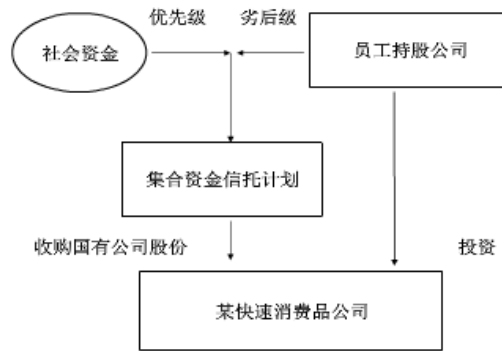 优先级
劣后级
社会资金
员工持股公司
集合资金信托计划
收购国有公司股份
投资
某快速消费品公司